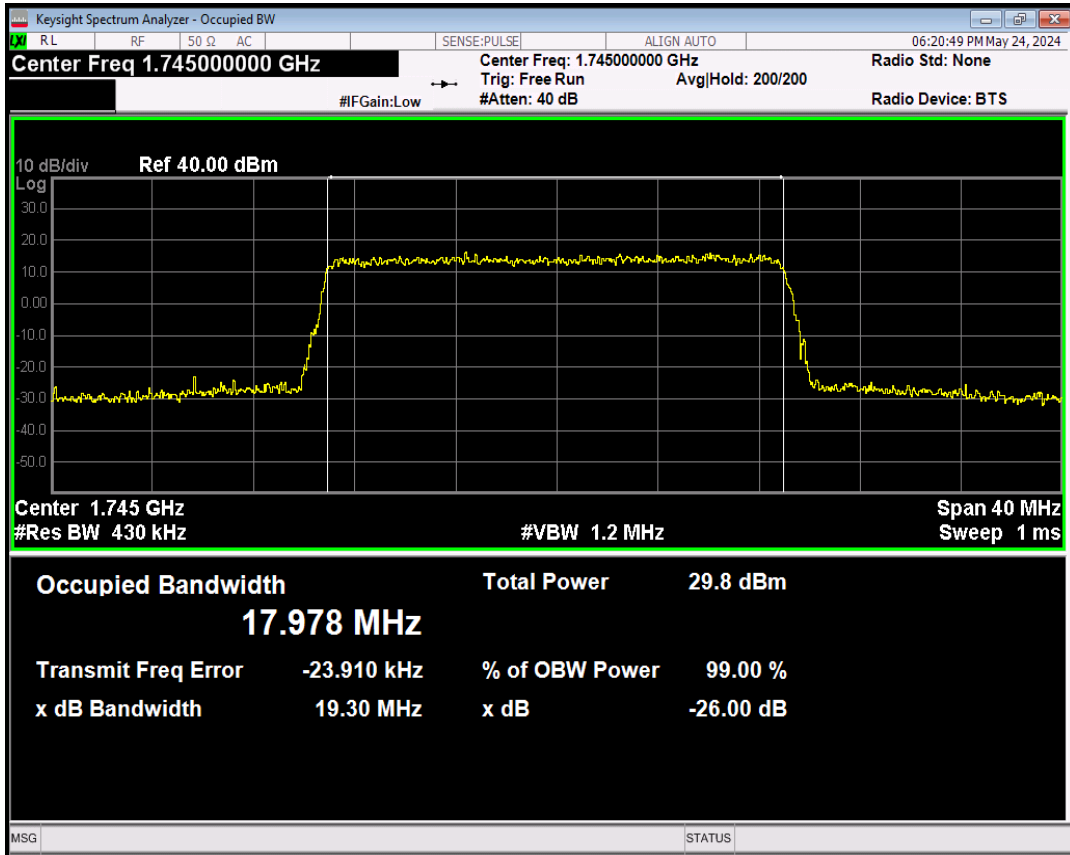 Keysight Spectrum Analyzer - Occupied BW
LXI RL RF 50 Ω AC SENSE:PULSE ALIGN AUTO 06:20:49 PM May 24, 2024
Center Freq 1.745000000 GHz
Center Freq: 1.745000000 GHz
Radio Std: None
Trig: Free Run Avg|Hold: 200/200
#IFGain:Low #Atten: 40 dB Radio Device: BTS
10 dB/div Ref 40.00 dBm
Log
30.0
20.0
10.0
0.00
-10.0
-20.0
-30.0
-40.0
-50.0
Center 1.745 GHz Span 40 MHz
#Res BW 430 kHz #VBW 1.2 MHz Sweep 1 ms
Occupied Bandwidth Total Power 29.8 dBm
17.978 MHz
Transmit Freq Error -23.910 kHz % of OBW Power 99.00 %
x dB Bandwidth 19.30 MHz x dB -26.00 dB
MSG STATUS